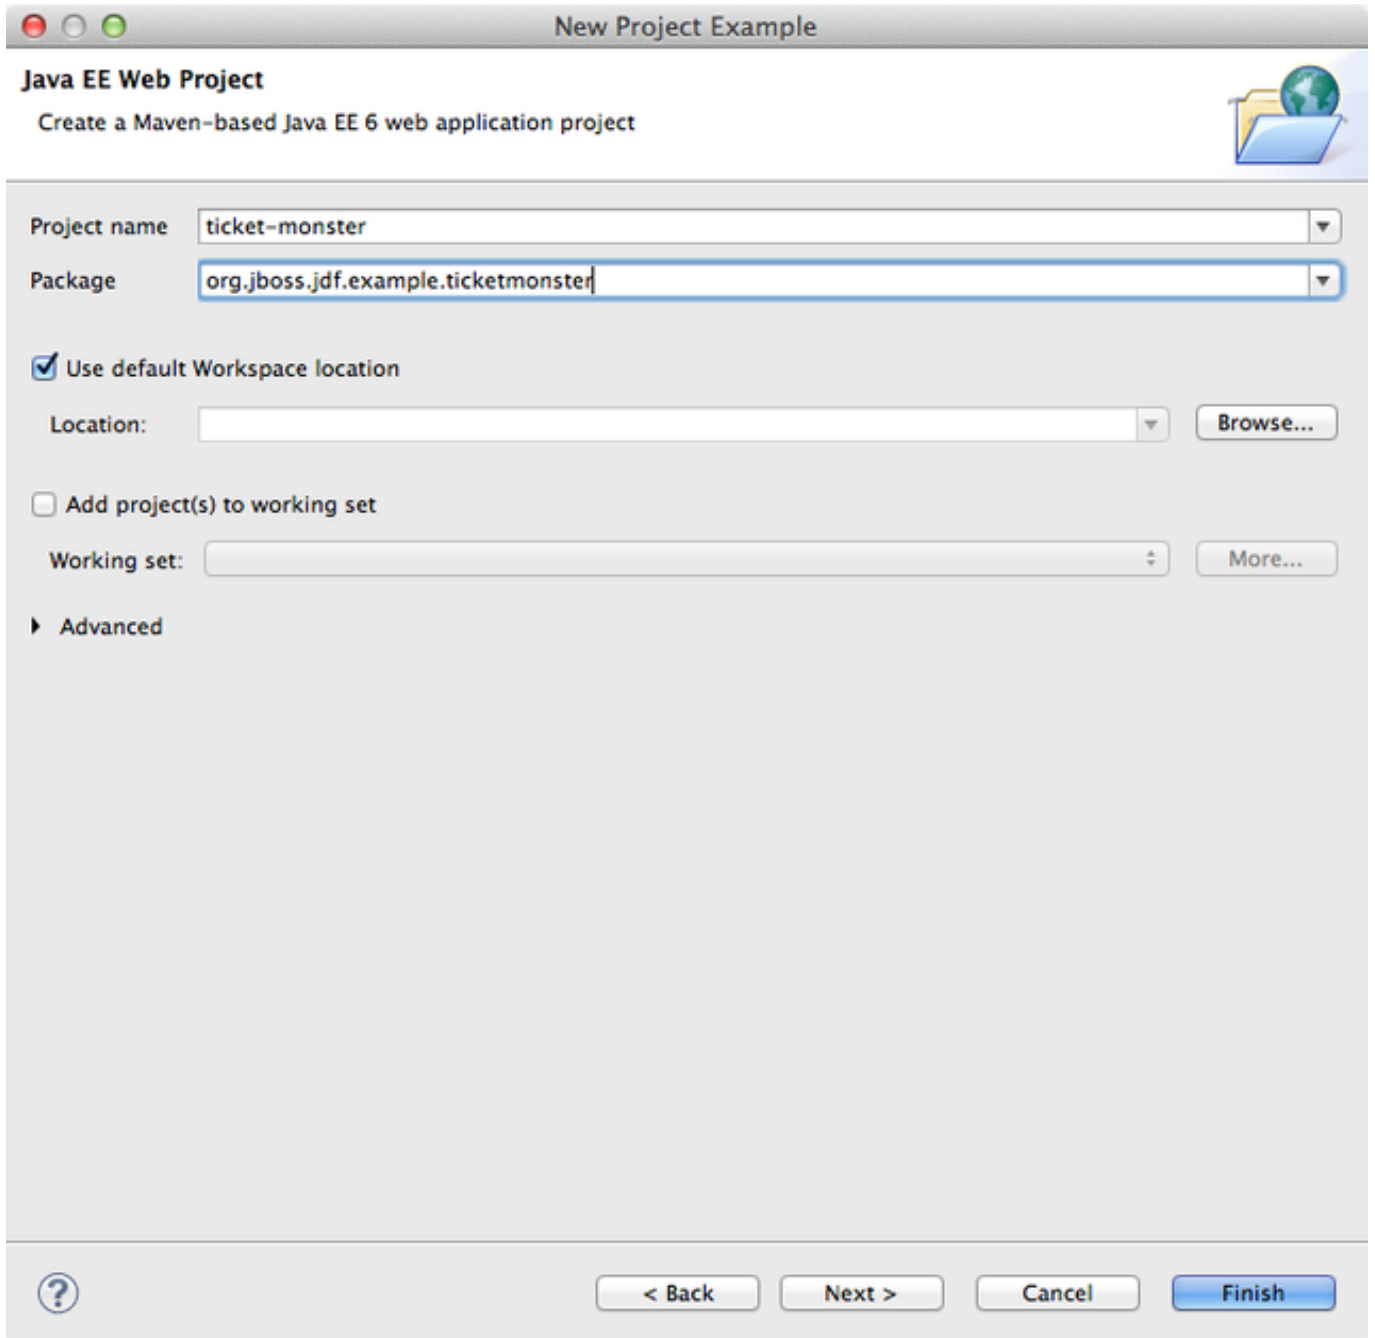 New Project Example
Java EE Web Project
Create a Maven-based Java EE 6 web application project
Project name ticket-monster
Package org.jboss.jdf.example.ticketmonster
Use default Workspace location
Location: Browse...
Add project(s) to working set
Working set: More...
Advanced
? < Back Next > Cancel Finish